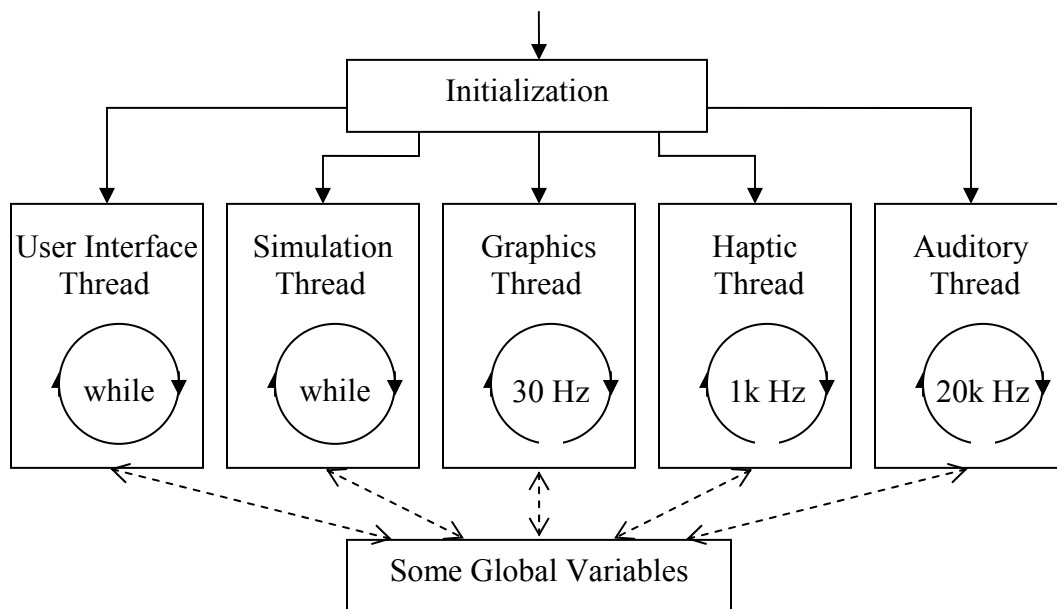 Initialization
User Interface
Thread
while
Simulation
Thread
while
Graphics
Thread
30 Hz
Haptic
Thread
1k Hz
Auditory
Thread
20k Hz
Some Global Variables